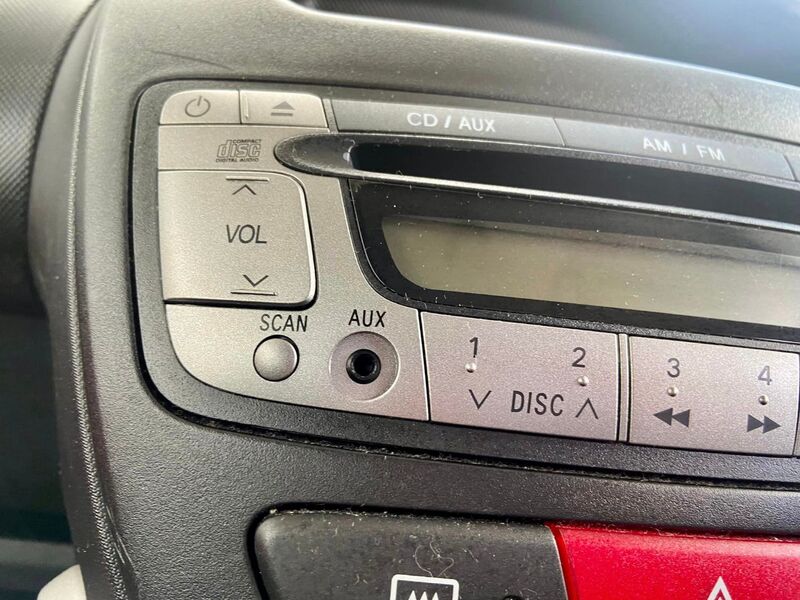 CD / AUX
AM / FM
COMPACT
disc
DIGITAL AUDIO
VOL
SCAN
AUX
1
2
DISC
3
4